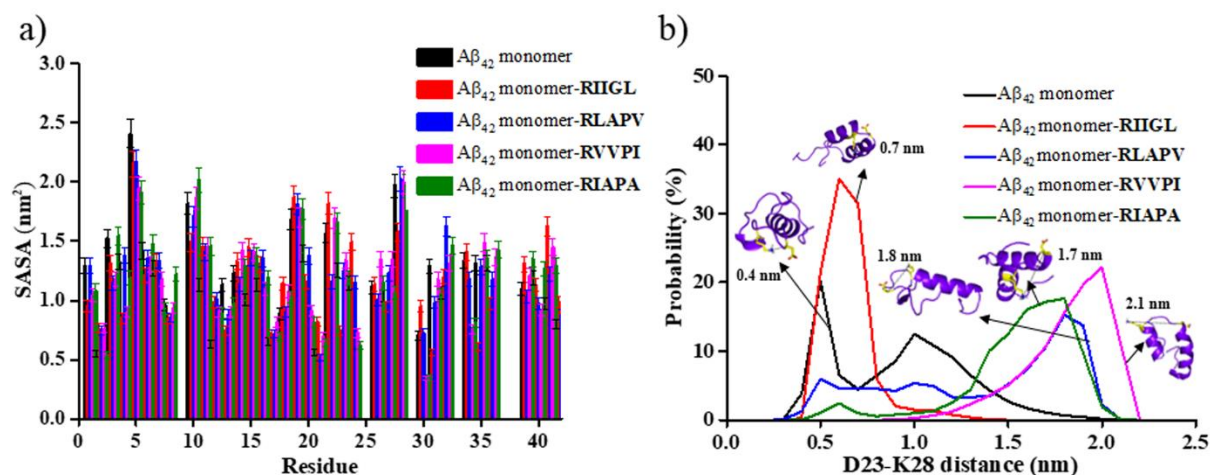 a)
3.0
2.5
2.0
1.5
1.0
0.5
0.0
SASA (nm²)
0 5 10 15 20 25 30 35 40
Residue
Aβ₄₂ monomer
Aβ₄₂ monomer-RIIGL
Aβ₄₂ monomer-RLAPV
Aβ₄₂ monomer-RVVPI
Aβ₄₂ monomer-RIAPA
b)
50
40
30
20
10
0
Probability (%)
0.0 0.5 1.0 1.5 2.0 2.5
D23-K28 distance (nm)
Aβ₄₂ monomer
Aβ₄₂ monomer-RIIGL
Aβ₄₂ monomer-RLAPV
Aβ₄₂ monomer-RVVPI
Aβ₄₂ monomer-RIAPA
0.7 nm
0.4 nm
1.8 nm
1.7 nm
2.1 nm